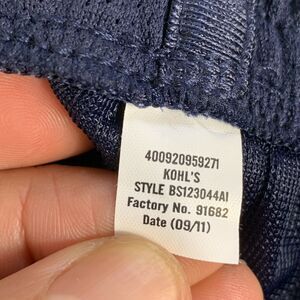 400920959271
KOHL'S
STYLE BS123044AI
Factory No. 91682
Date (09/11)